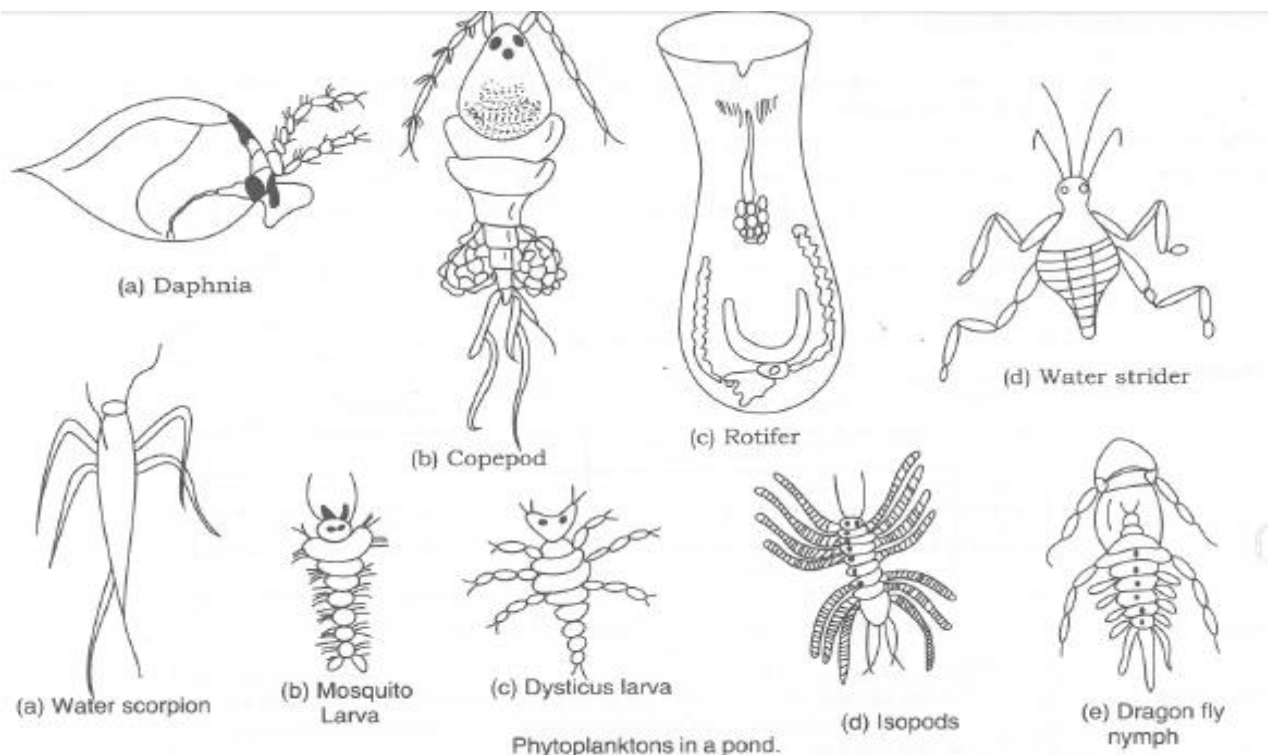 (a) Daphnia
(b) Copepod
(c) Rotifer
(d) Water strider
(a) Water scorpion
(b) Mosquito
Larva
(c) Dysticus larva
(d) Isopods
(e) Dragon fly
nymph
Phytoplanktons in a pond.